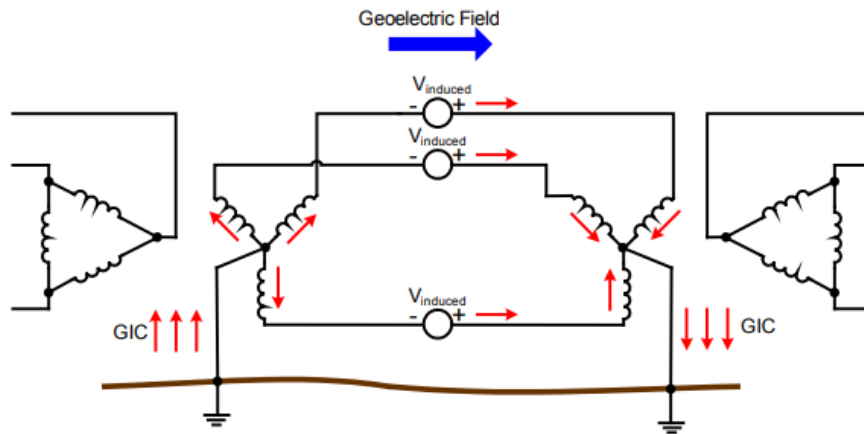 Geoelectric Field
Vinduced
- +
Vinduced
- +
Vinduced
- +
GIC
GIC